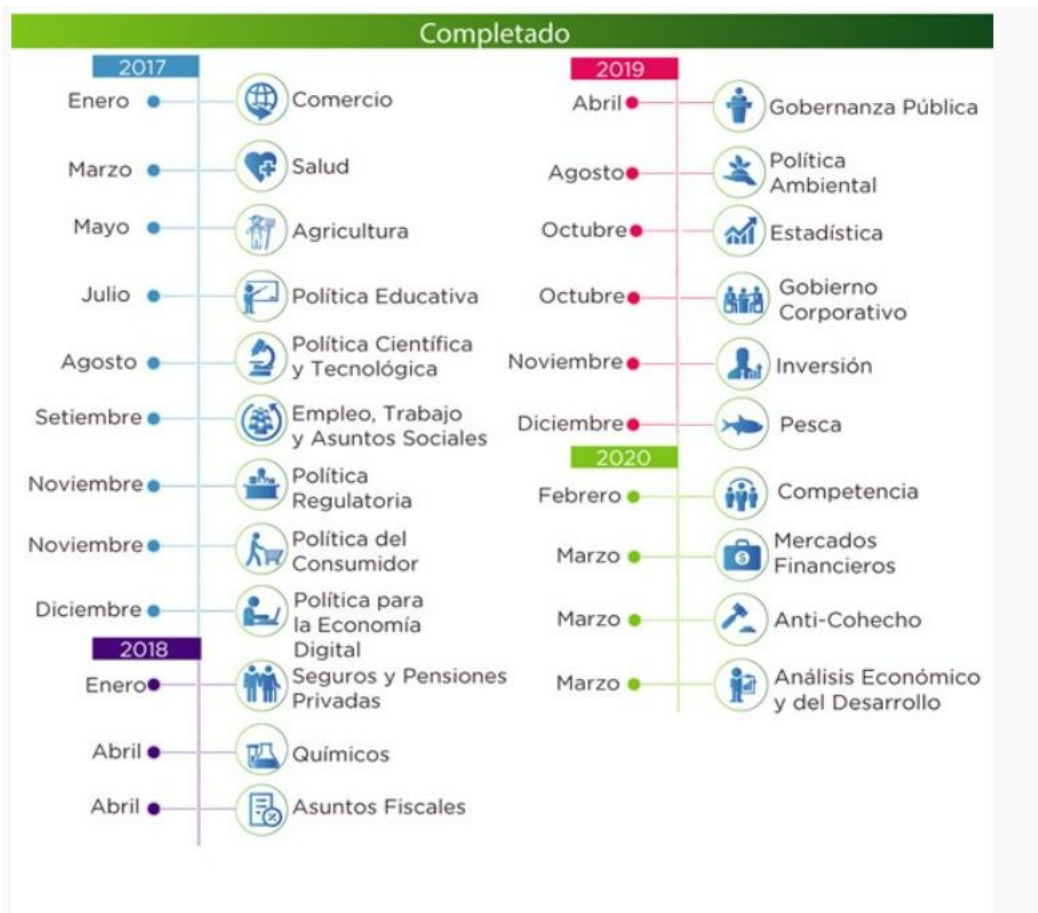 Completado
2017
Enero
Comercio
Marzo
Salud
Mayo
Agricultura
Julio
Política Educativa
Agosto
Política Científica
y Tecnológica
Setiembre
Empleo, Trabajo
y Asuntos Sociales
Noviembre
Política
Regulatoria
Noviembre
Política del
Consumidor
Diciembre
Política para
la Economía
Digital
2018
Enero
Seguros y Pensiones
Privadas
Abril
Químicos
Abril
Asuntos Fiscales
2019
Abril
Gobernanza Pública
Agosto
Política
Ambiental
Octubre
Estadística
Octubre
Gobierno
Corporativo
Noviembre
Inversión
Diciembre
Pesca
2020
Febrero
Competencia
Marzo
Mercados
Financieros
Marzo
Anti-Cohecho
Marzo
Análisis Económico
y del Desarrollo